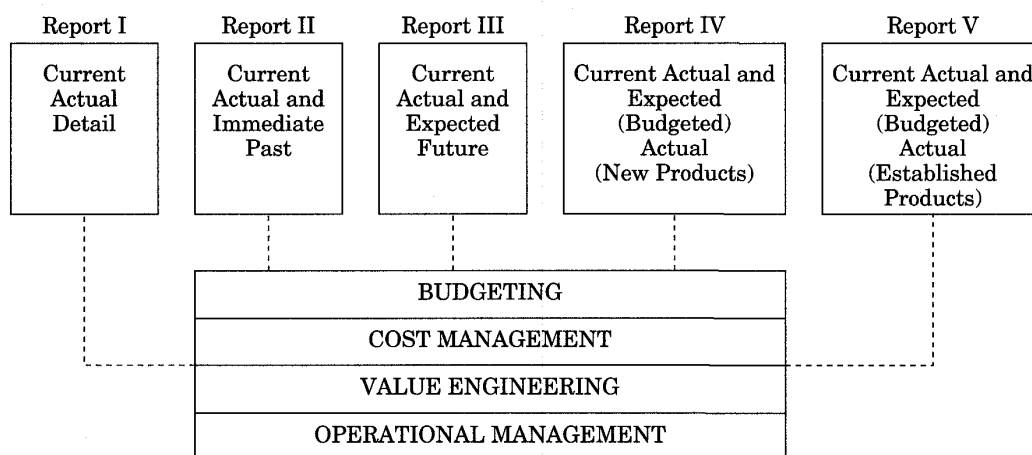 Report I
Current
Actual
Detail
Report II
Current
Actual and
Immediate
Past
Report III
Current
Actual and
Expected
Future
Report IV
Current Actual and
Expected
(Budgeted)
Actual
(New Products)
Report V
Current Actual and
Expected
(Budgeted)
Actual
(Established
Products)
BUDGETING
COST MANAGEMENT
VALUE ENGINEERING
OPERATIONAL MANAGEMENT